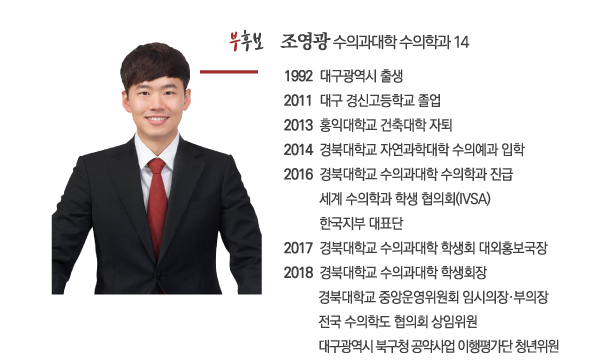 부후보 조영광 수의과대학 수의학과 14
1992 대구광역시 출생
2011 대구 경신고등학교 졸업
2013 홍익대학교 건축대학 자퇴
2014 경북대학교 자연과학대학 수의예과 입학
2016 경북대학교 수의과대학 수의학과 진급
세계 수의학과 학생 협의회(IVSA)
한국지부 대표단
2017 경북대학교 수의과대학 학생회 대외홍보국장
2018 경북대학교 수의과대학 학생회장
경북대학교 중앙운영위원회 임시의장·부의장
전국 수의학도 협의회 상임위원
대구광역시 북구청 공약사업 이행평가단 청년위원